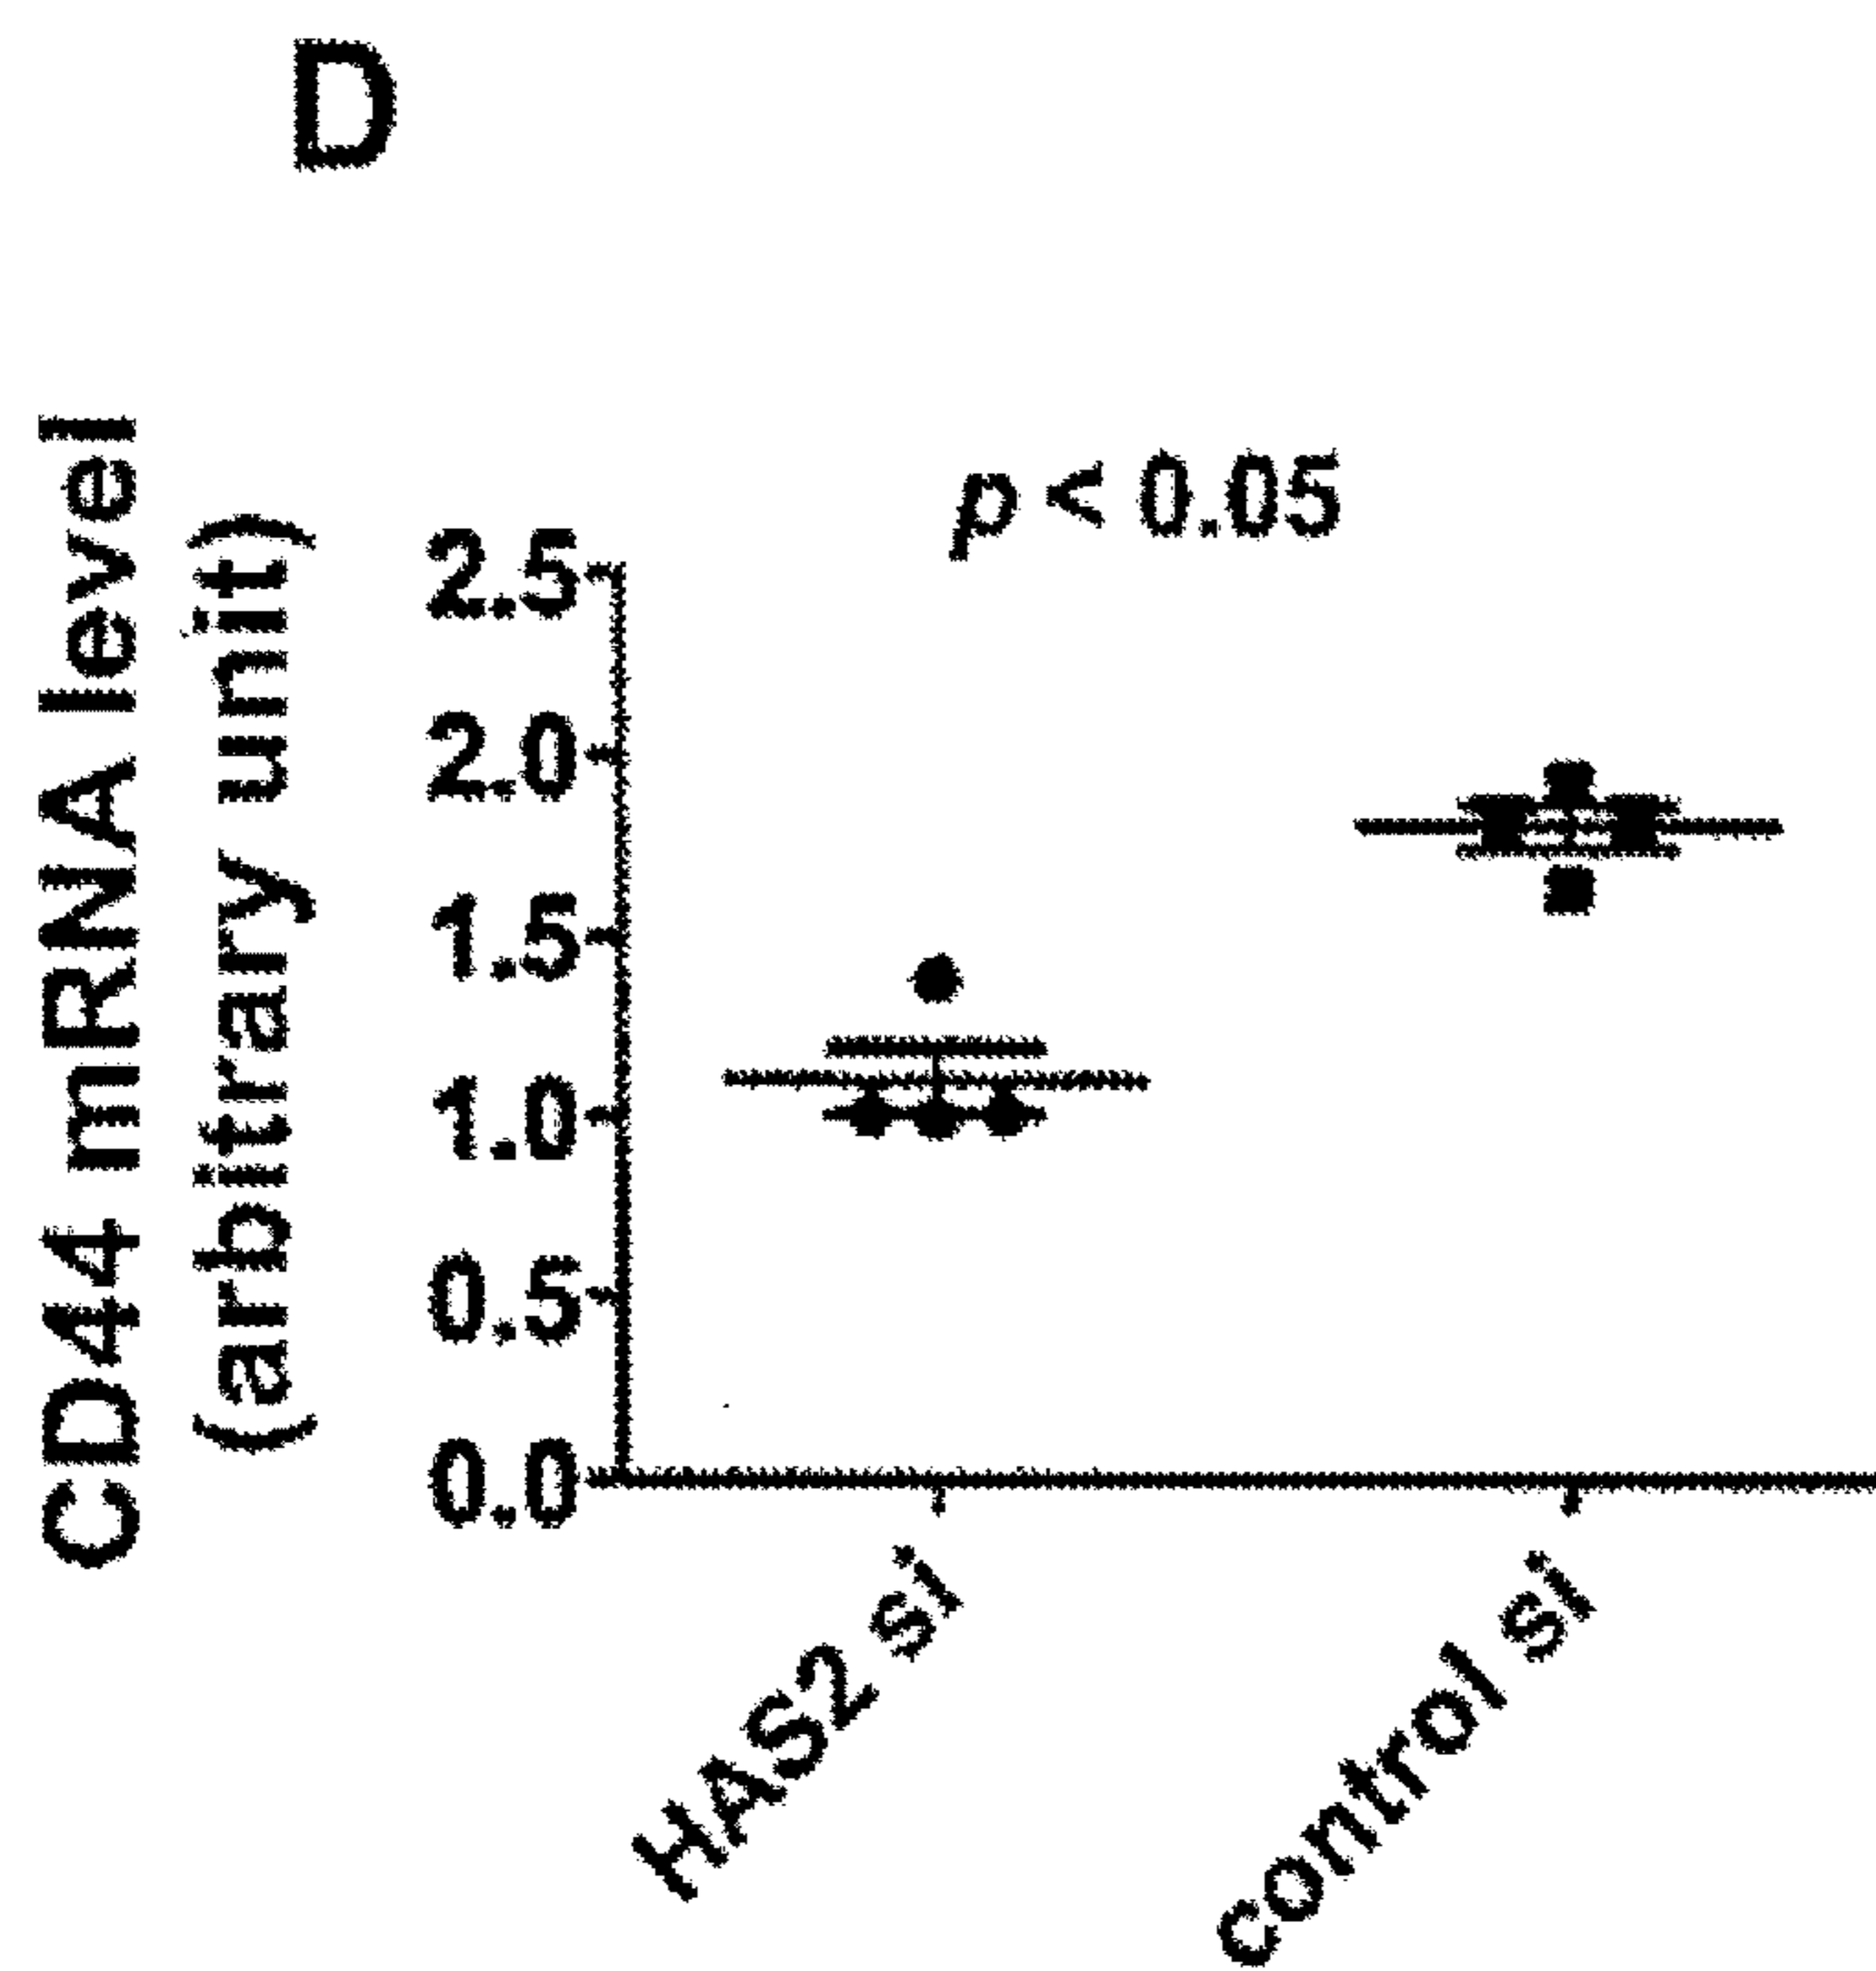 D
CD44 mRNA level
(arbitrary unit)
p < 0.05
2.5
2.0
1.5
1.0
0.5
0.0
HAS2 si
control si